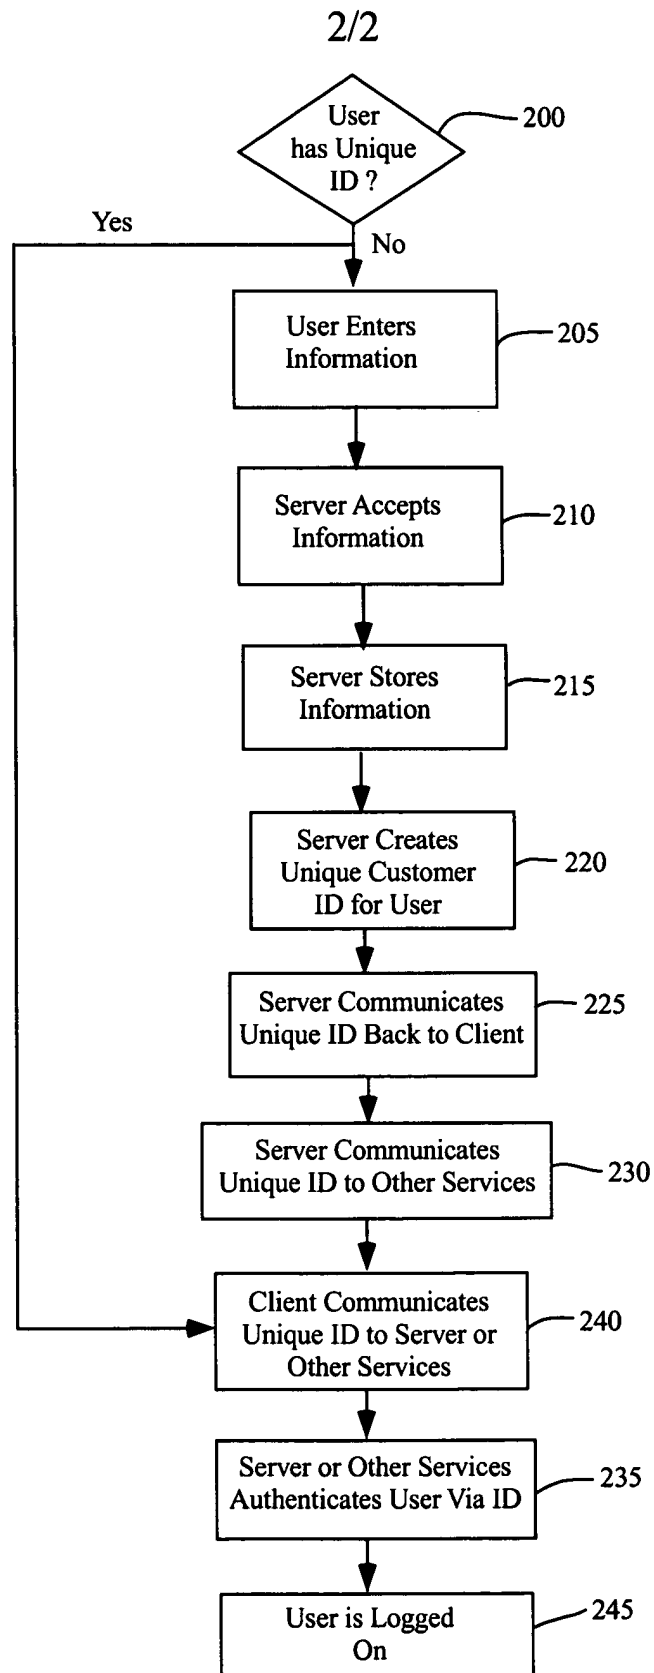 2/2
User
has Unique
ID ?
200
Yes
No
User Enters
Information
205
Server Accepts
Information
210
Server Stores
Information
215
Server Creates
Unique Customer
ID for User
220
Server Communicates
Unique ID Back to Client
225
Server Communicates
Unique ID to Other Services
230
Client Communicates
Unique ID to Server or
Other Services
240
Server or Other Services
Authenticates User Via ID
235
User is Logged
On
245